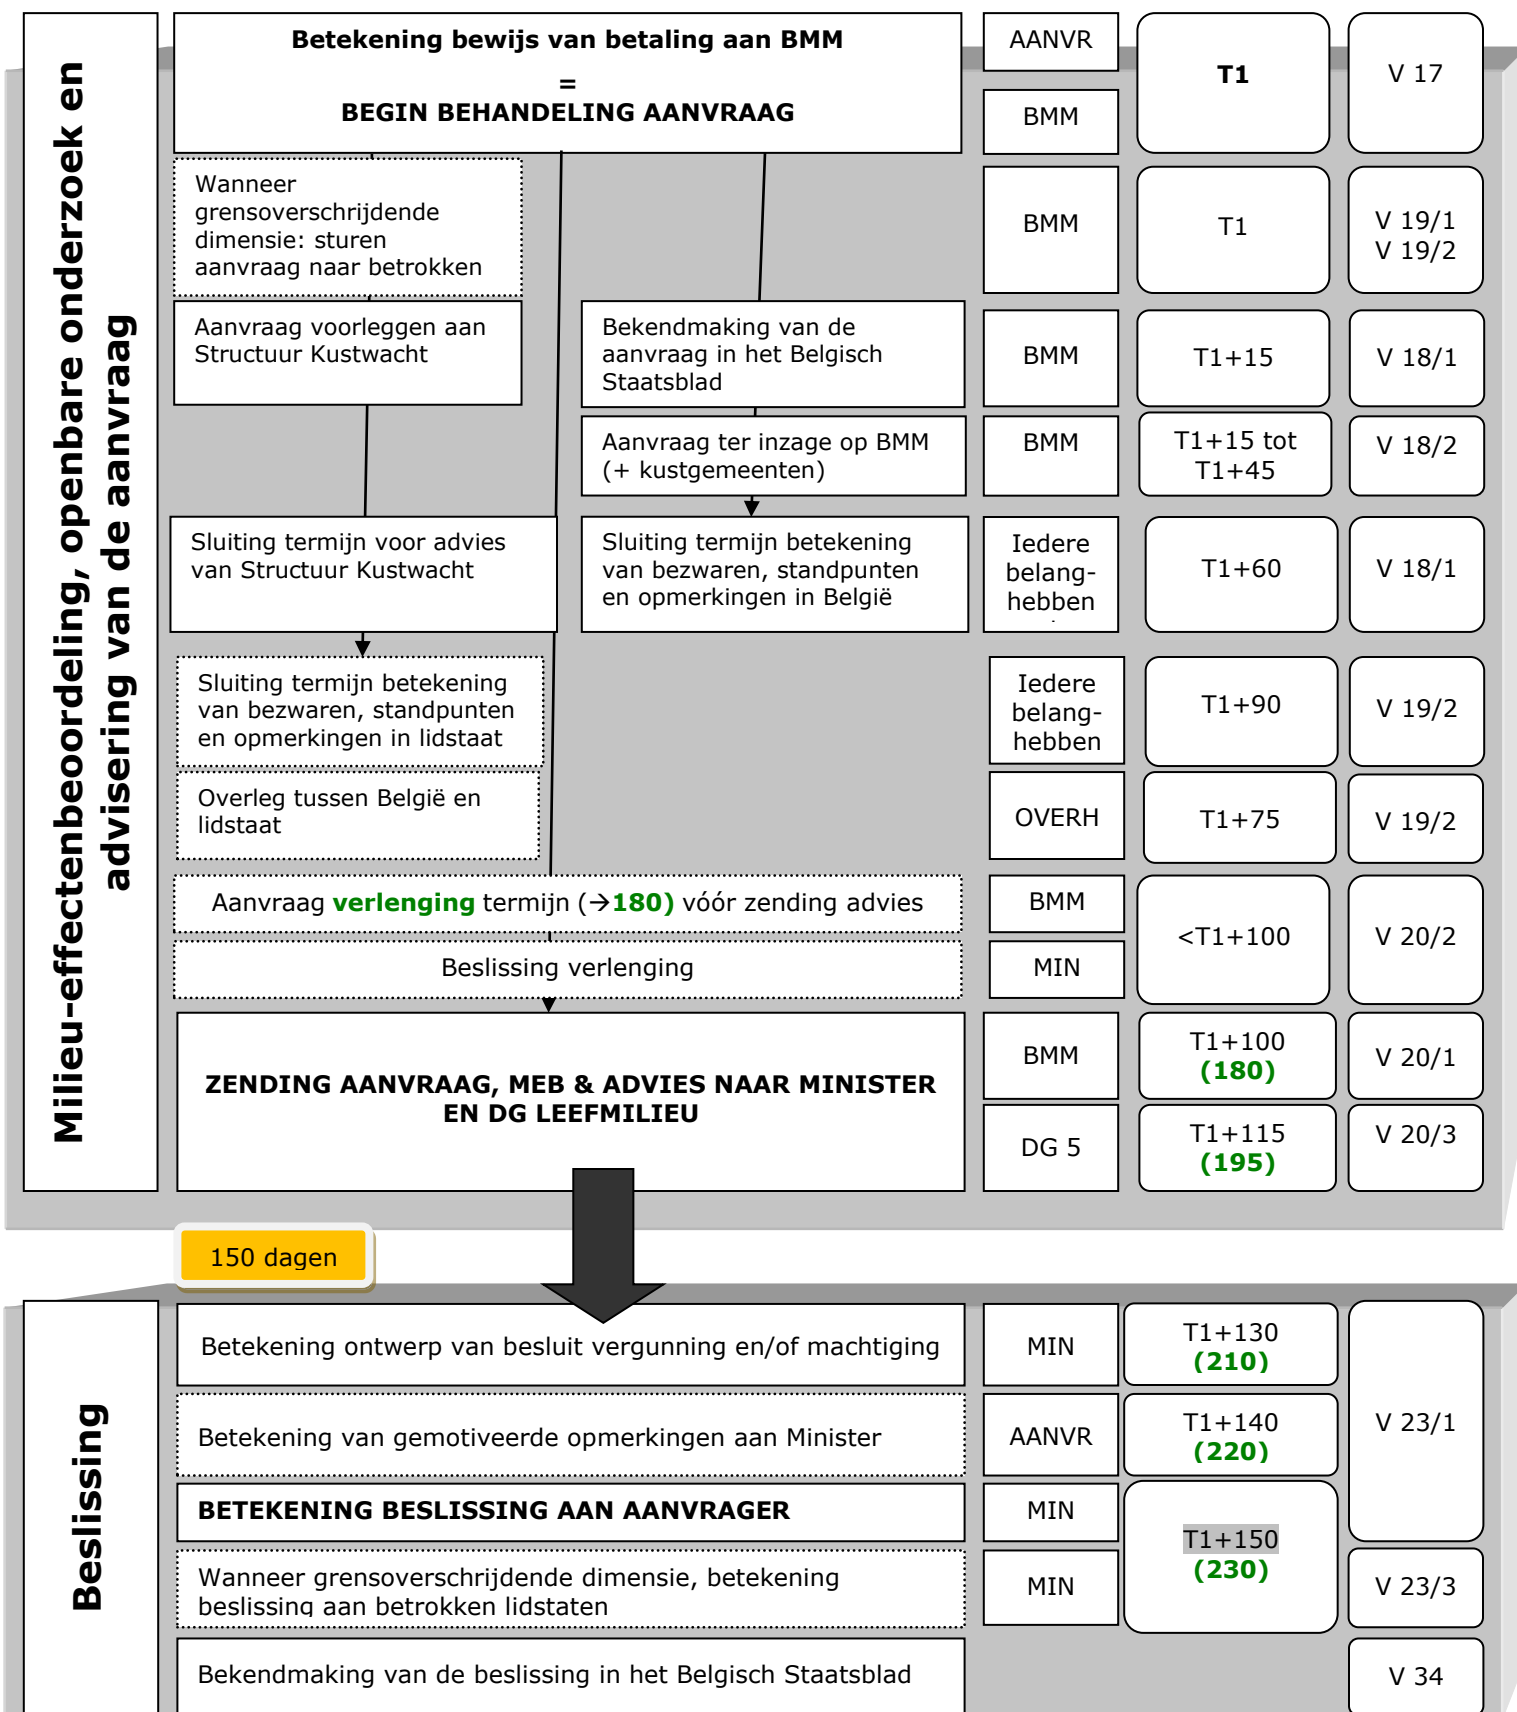 Milieu-effectenbeoordeling, openbare onderzoek en
advisering van de aanvraag
Betekening bewijs van betaling aan BMM
=
BEGIN BEHANDELING AANVRAAG
AANVR
BMM
T1
V 17
Wanneer
grensoverschrijdende
dimensie: sturen
aanvraag naar betrokken
BMM
T1
V 19/1
V 19/2
Aanvraag voorleggen aan
Structuur Kustwacht
Bekendmaking van de
aanvraag in het Belgisch
Staatsblad
BMM
T1+15
V 18/1
Aanvraag ter inzage op BMM
(+ kustgemeenten)
BMM
T1+15 tot
T1+45
V 18/2
Sluiting termijn voor advies
van Structuur Kustwacht
Sluiting termijn betekening
van bezwaren, standpunten
en opmerkingen in België
Iedere
belang-
hebben
T1+60
V 18/1
Sluiting termijn betekening
van bezwaren, standpunten
en opmerkingen in lidstaat
Iedere
belang-
hebben
T1+90
V 19/2
Overleg tussen België en
lidstaat
OVERH
T1+75
V 19/2
Aanvraag verlenging termijn (→180) vóór zending advies
BMM
<T1+100
V 20/2
Beslissing verlenging
MIN
ZENDING AANVRAAG, MEB & ADVIES NAAR MINISTER
EN DG LEEFMILIEU
BMM
T1+100
(180)
V 20/1
DG 5
T1+115
(195)
V 20/3
150 dagen
Beslissing
Betekening ontwerp van besluit vergunning en/of machtiging
MIN
T1+130
(210)
V 23/1
Betekening van gemotiveerde opmerkingen aan Minister
AANVR
T1+140
(220)
BETEKENING BESLISSING AAN AANVRAGER
MIN
T1+150
(230)
Wanneer grensoverschrijdende dimensie, betekening
beslissing aan betrokken lidstaten
MIN
V 23/3
Bekendmaking van de beslissing in het Belgisch Staatsblad
V 34